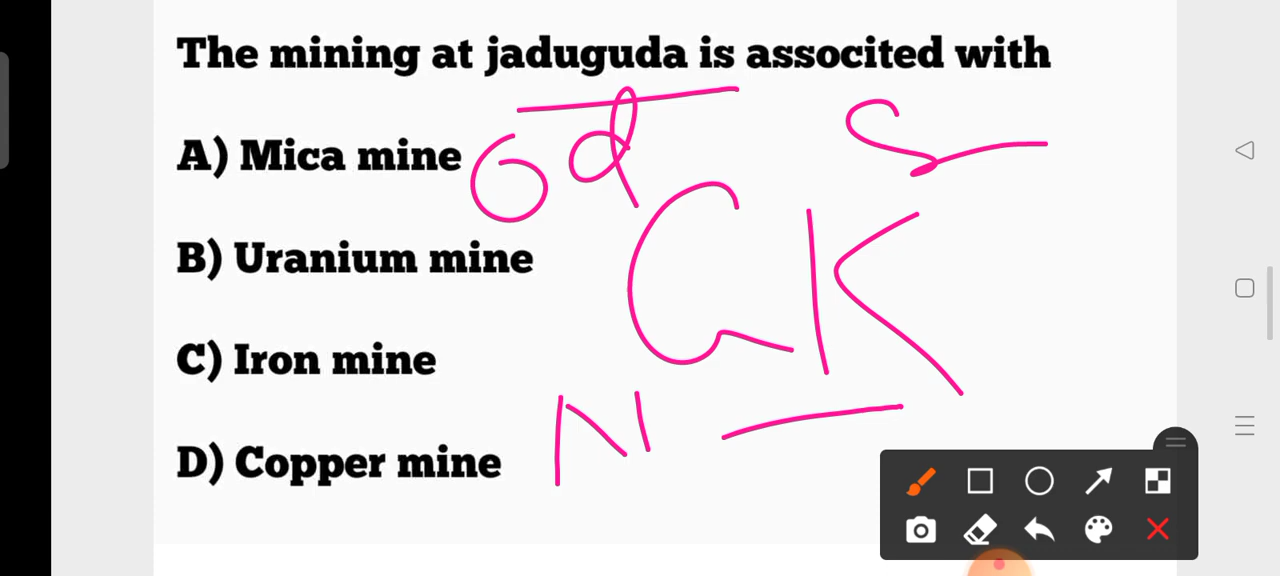 The mining at jaduguda is associted with
A) Mica mine
B) Uranium mine
GK
C) Iron mine
D) Copper mine